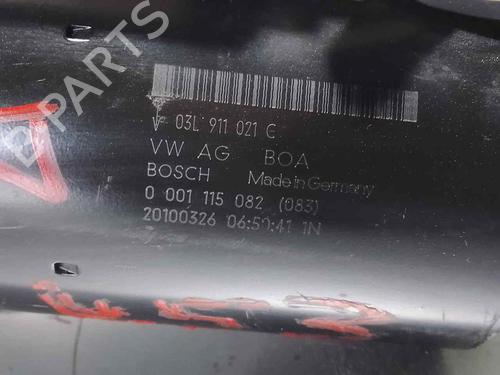 B PARTS
V 03L 911 021 C
VW AG BOA
BOSCH Made in Germany
0 001 115 082 (083)
20100326 06:50:41 1N